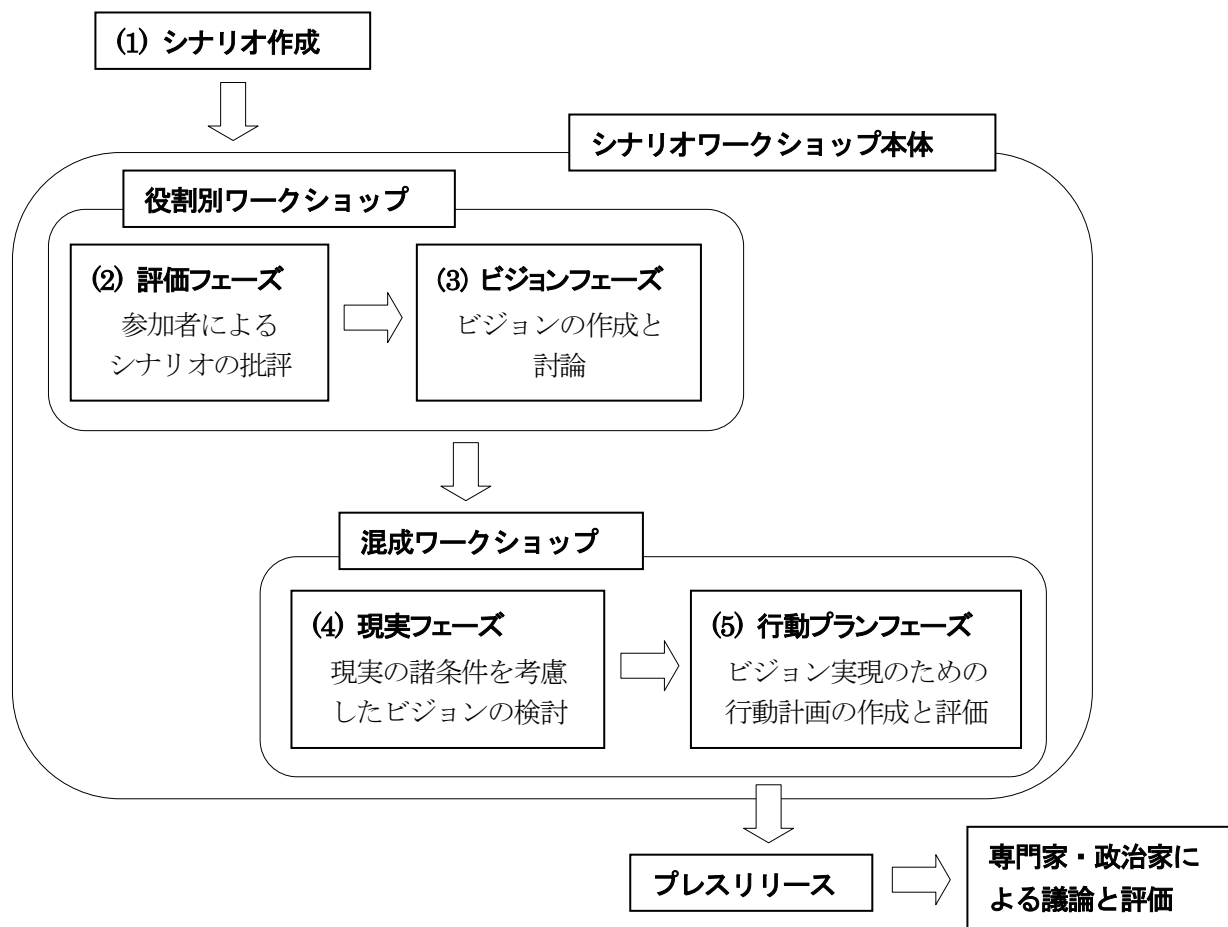 (1) シナリオ作成
シナリオワークショップ本体
役割別ワークショップ
(2) 評価フェーズ
参加者による
シナリオの批評
(3) ビジョンフェーズ
ビジョンの作成と
討論
混成ワークショップ
(4) 現実フェーズ
現実の諸条件を考慮
したビジョンの検討
(5) 行動プランフェーズ
ビジョン実現のための
行動計画の作成と評価
プレスリリース
専門家・政治家に
よる議論と評価